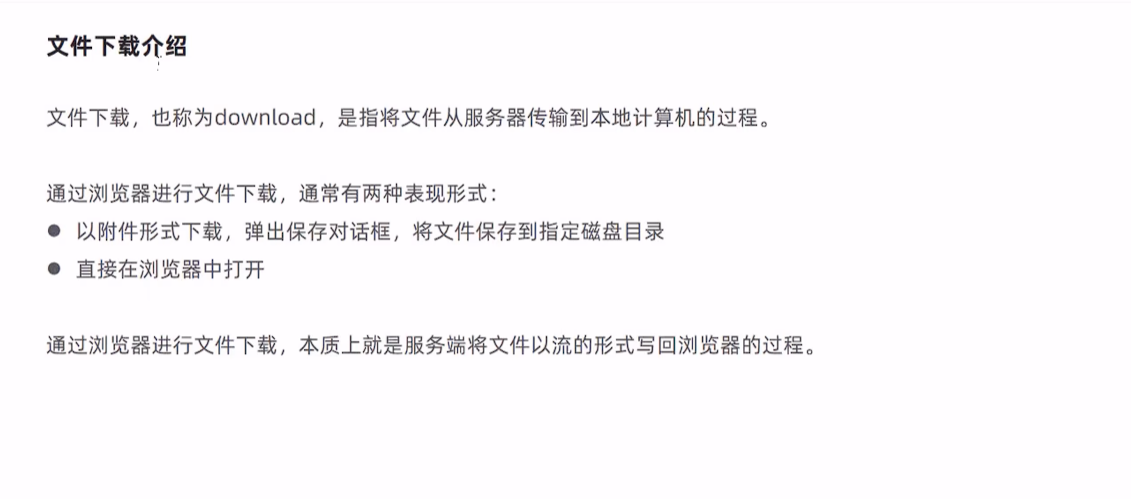 文件下载介绍
文件下载，也称为download，是指将文件从服务器传输到本地计算机的过程。
通过浏览器进行文件下载，通常有两种表现形式：
● 以附件形式下载，弹出保存对话框，将文件保存到指定磁盘目录
● 直接在浏览器中打开
通过浏览器进行文件下载，本质上就是服务端将文件以流的形式写回浏览器的过程。